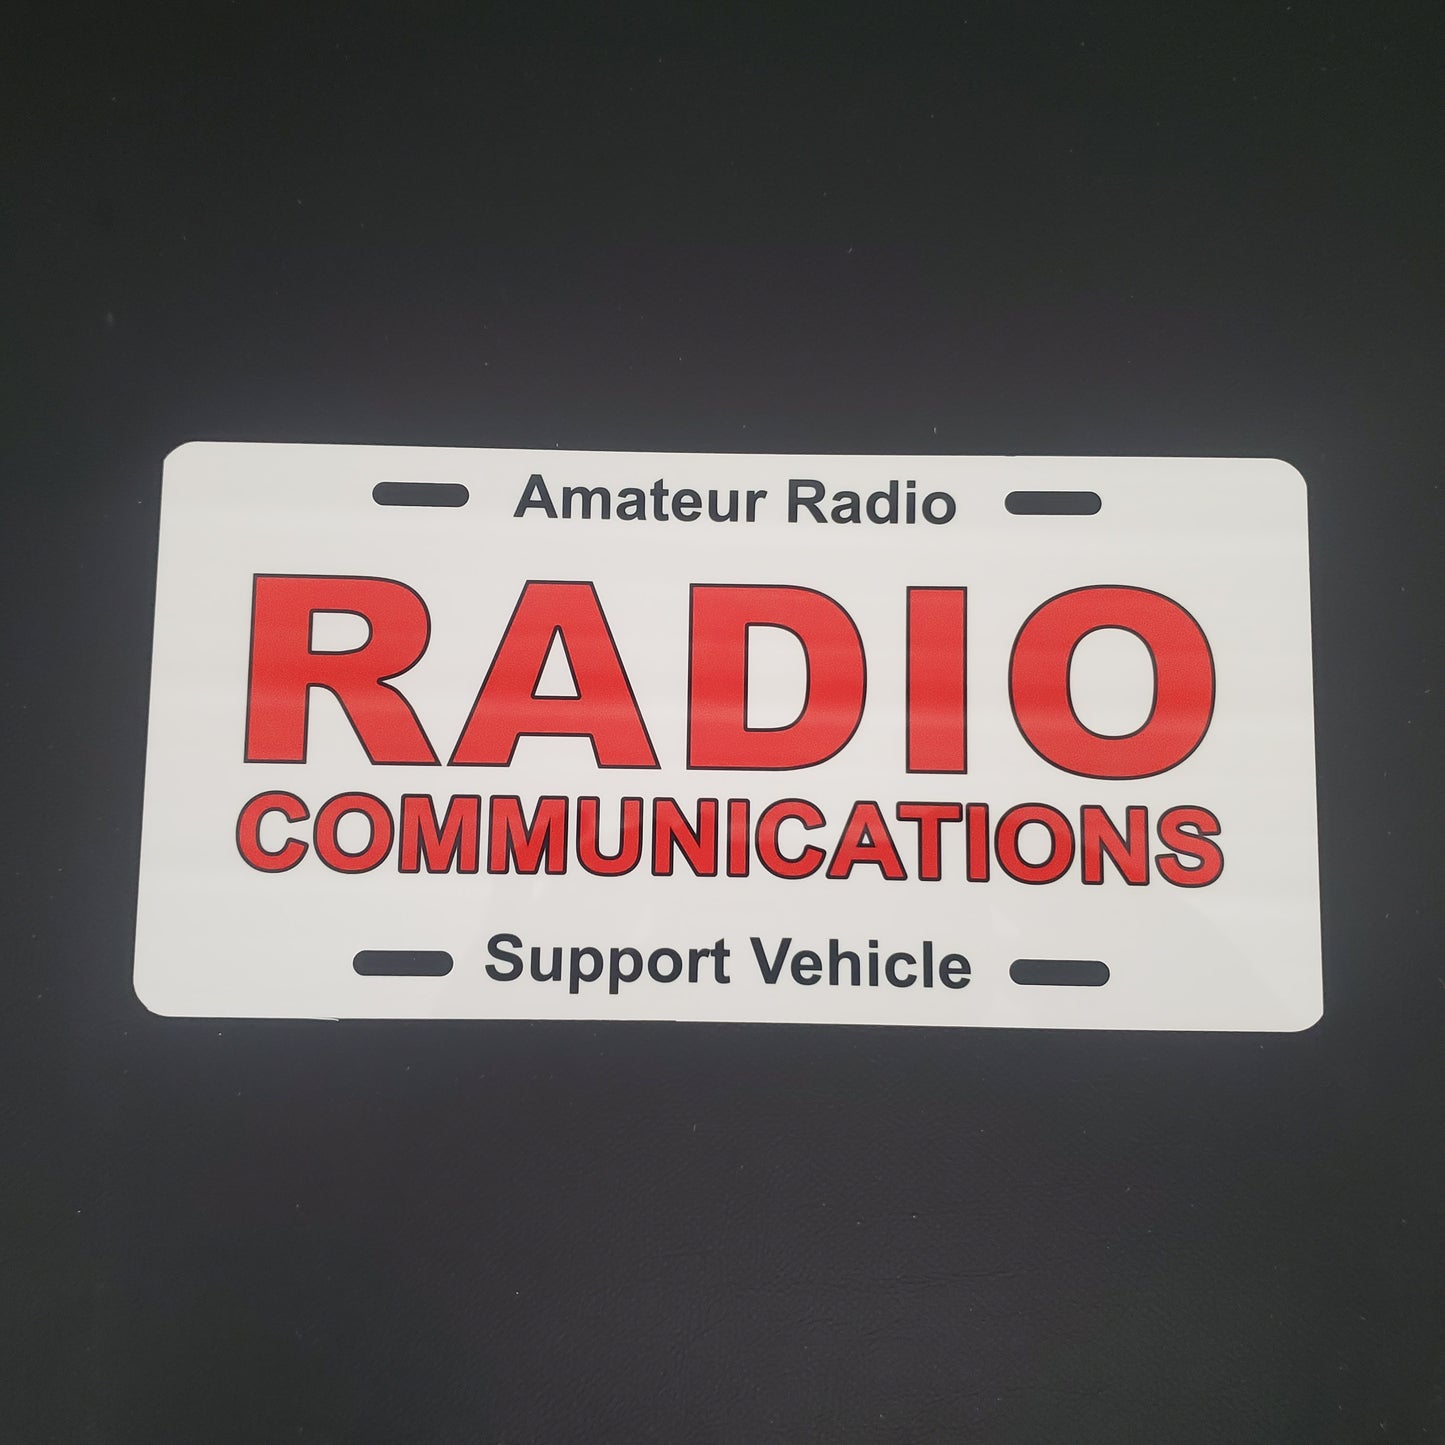 Amateur Radio
RADIO
COMMUNICATIONS
Support Vehicle